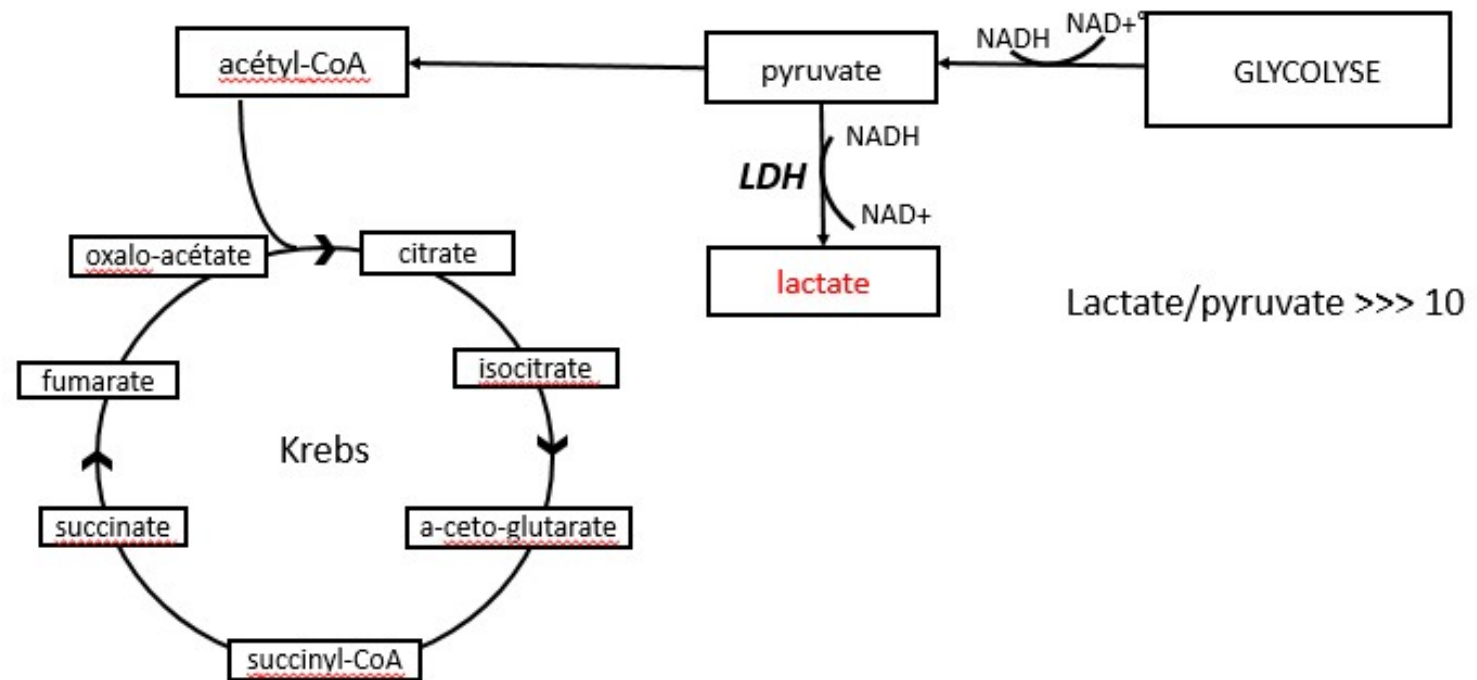 acétyl-CoA
pyruvate
NADH
NAD+°
GLYCOLYSE
NADH
LDH
NAD+
lactate
Lactate/pyruvate >>> 10
oxalo-acétate
citrate
fumarate
isocitrate
Krebs
succinate
a-ceto-glutarate
succinyl-CoA